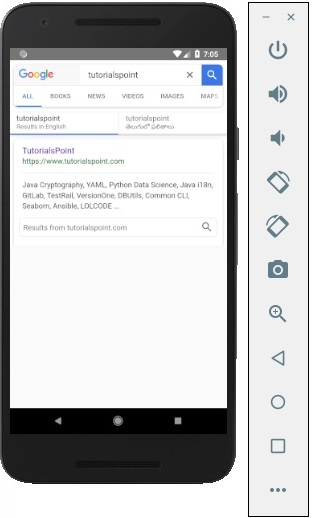 7:05
Google tutorialspoint
ALL BOOKS NEWS VIDEOS IMAGES MAPS
tutorialspoint tutorialspoint
Results in English
TutorialsPoint
https://www.tutorialspoint.com
Java Cryptography, YAML, Python Data Science, Java i18n,
GitLab, TestRail, VersionOne, DBUtils, Common CLI,
Seaborn, Ansible, LOLCODE ...
Results from tutorialspoint.com